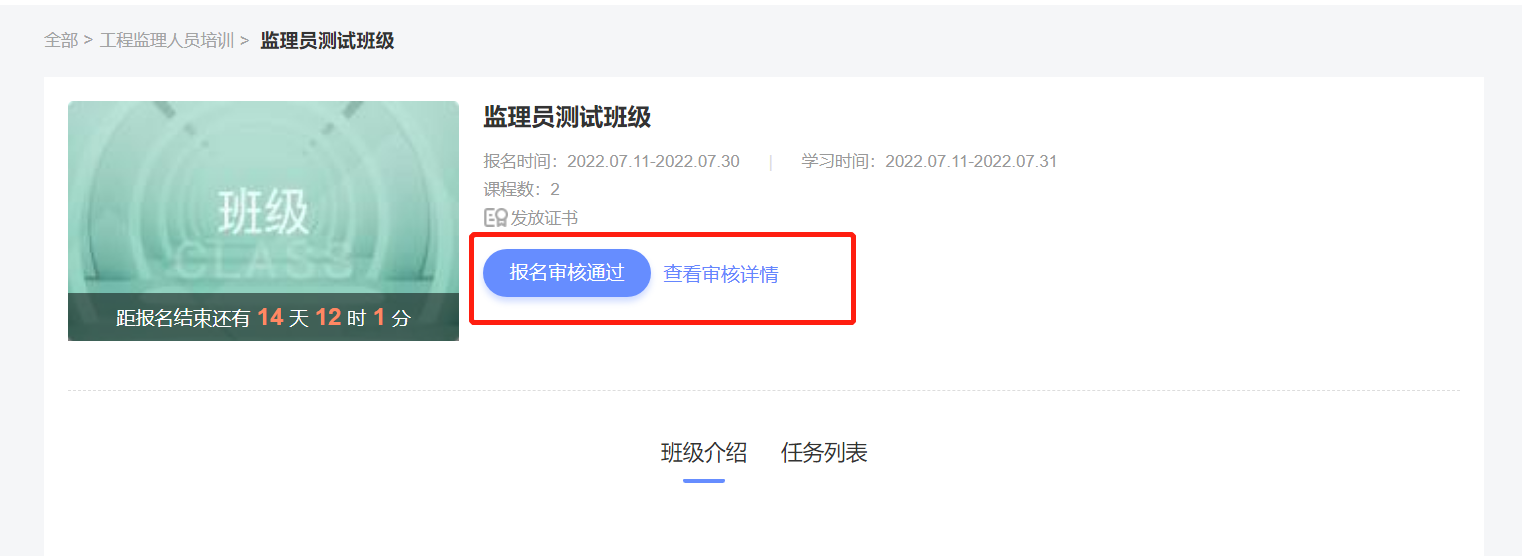 全部 > 工程监理人员培训 > 监理员测试班级
班级
CLASS
距报名结束还有 14 天 12 时 1 分
监理员测试班级
报名时间：2022.07.11-2022.07.30 | 学习时间：2022.07.11-2022.07.31
课程数：2
发放证书
报名审核通过 查看审核详情
班级介绍 任务列表